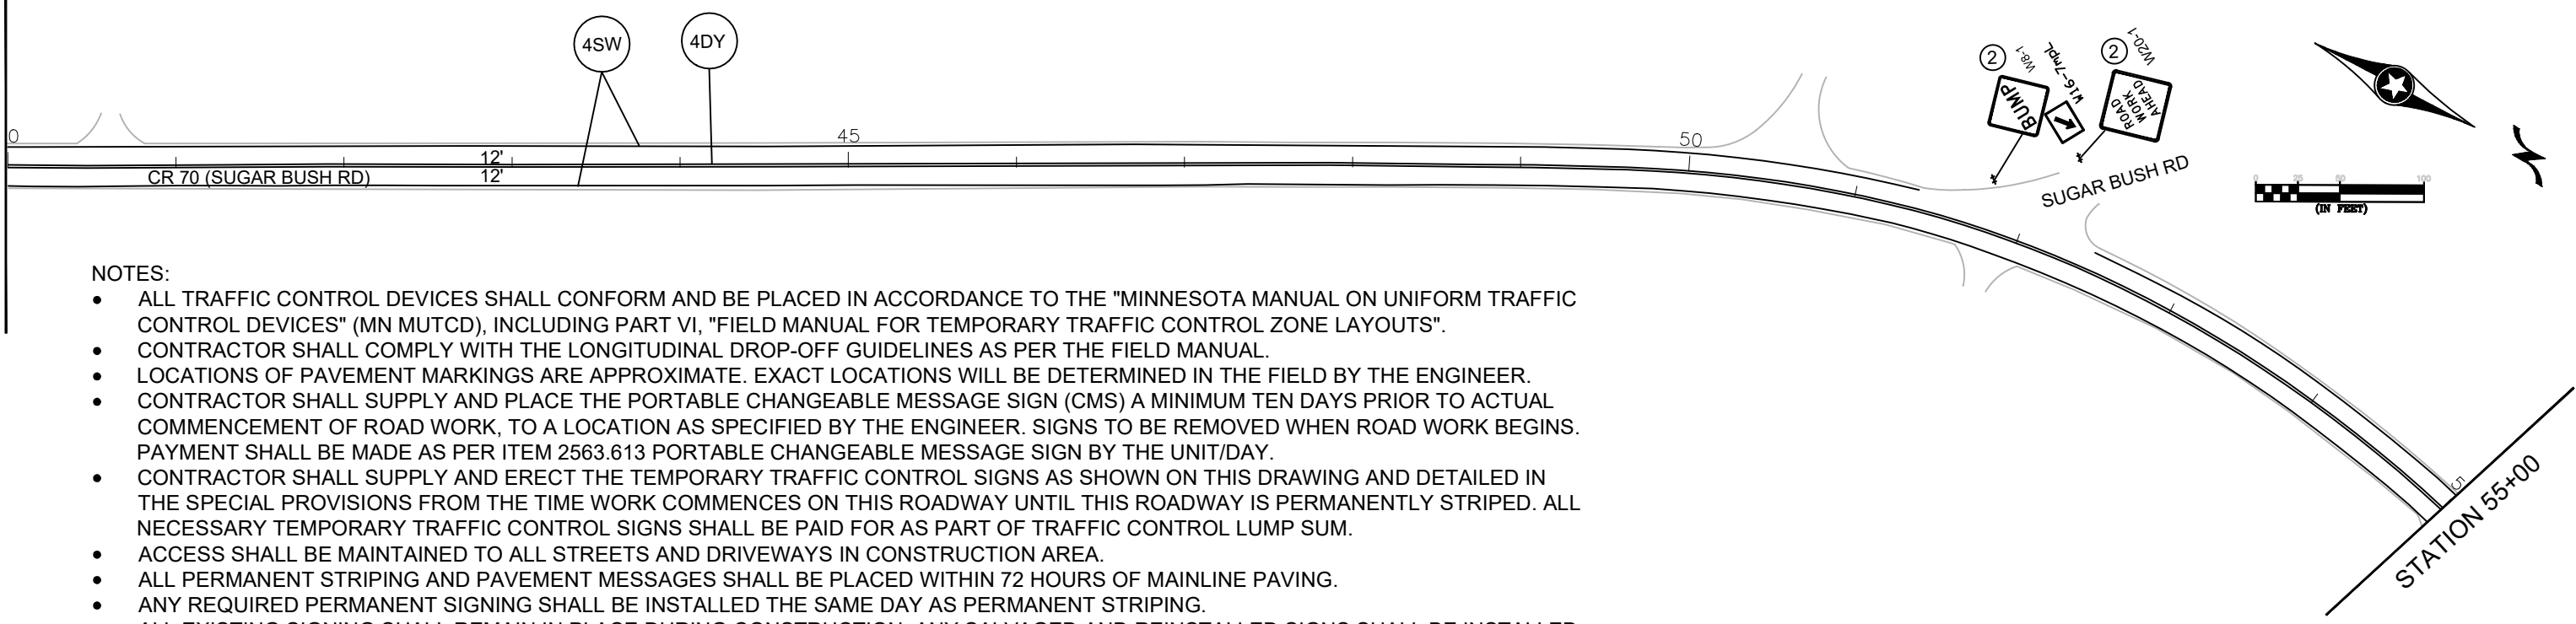 4SW
4DY
2
W8-1
BUMP
W16-7mpL
2
W20-1
ROAD
WORK
AHEAD
0
45
50
12'
CR 70 (SUGAR BUSH RD)
12'
SUGAR BUSH RD
0 25 50 100
(IN FEET)
NOTES:
• ALL TRAFFIC CONTROL DEVICES SHALL CONFORM AND BE PLACED IN ACCORDANCE TO THE "MINNESOTA MANUAL ON UNIFORM TRAFFIC
CONTROL DEVICES" (MN MUTCD), INCLUDING PART VI, "FIELD MANUAL FOR TEMPORARY TRAFFIC CONTROL ZONE LAYOUTS".
• CONTRACTOR SHALL COMPLY WITH THE LONGITUDINAL DROP-OFF GUIDELINES AS PER THE FIELD MANUAL.
• LOCATIONS OF PAVEMENT MARKINGS ARE APPROXIMATE. EXACT LOCATIONS WILL BE DETERMINED IN THE FIELD BY THE ENGINEER.
• CONTRACTOR SHALL SUPPLY AND PLACE THE PORTABLE CHANGEABLE MESSAGE SIGN (CMS) A MINIMUM TEN DAYS PRIOR TO ACTUAL
COMMENCEMENT OF ROAD WORK, TO A LOCATION AS SPECIFIED BY THE ENGINEER. SIGNS TO BE REMOVED WHEN ROAD WORK BEGINS.
PAYMENT SHALL BE MADE AS PER ITEM 2563.613 PORTABLE CHANGEABLE MESSAGE SIGN BY THE UNIT/DAY.
• CONTRACTOR SHALL SUPPLY AND ERECT THE TEMPORARY TRAFFIC CONTROL SIGNS AS SHOWN ON THIS DRAWING AND DETAILED IN
THE SPECIAL PROVISIONS FROM THE TIME WORK COMMENCES ON THIS ROADWAY UNTIL THIS ROADWAY IS PERMANENTLY STRIPED. ALL
NECESSARY TEMPORARY TRAFFIC CONTROL SIGNS SHALL BE PAID FOR AS PART OF TRAFFIC CONTROL LUMP SUM.
• ACCESS SHALL BE MAINTAINED TO ALL STREETS AND DRIVEWAYS IN CONSTRUCTION AREA.
• ALL PERMANENT STRIPING AND PAVEMENT MESSAGES SHALL BE PLACED WITHIN 72 HOURS OF MAINLINE PAVING.
• ANY REQUIRED PERMANENT SIGNING SHALL BE INSTALLED THE SAME DAY AS PERMANENT STRIPING.
5
STATION 55+00